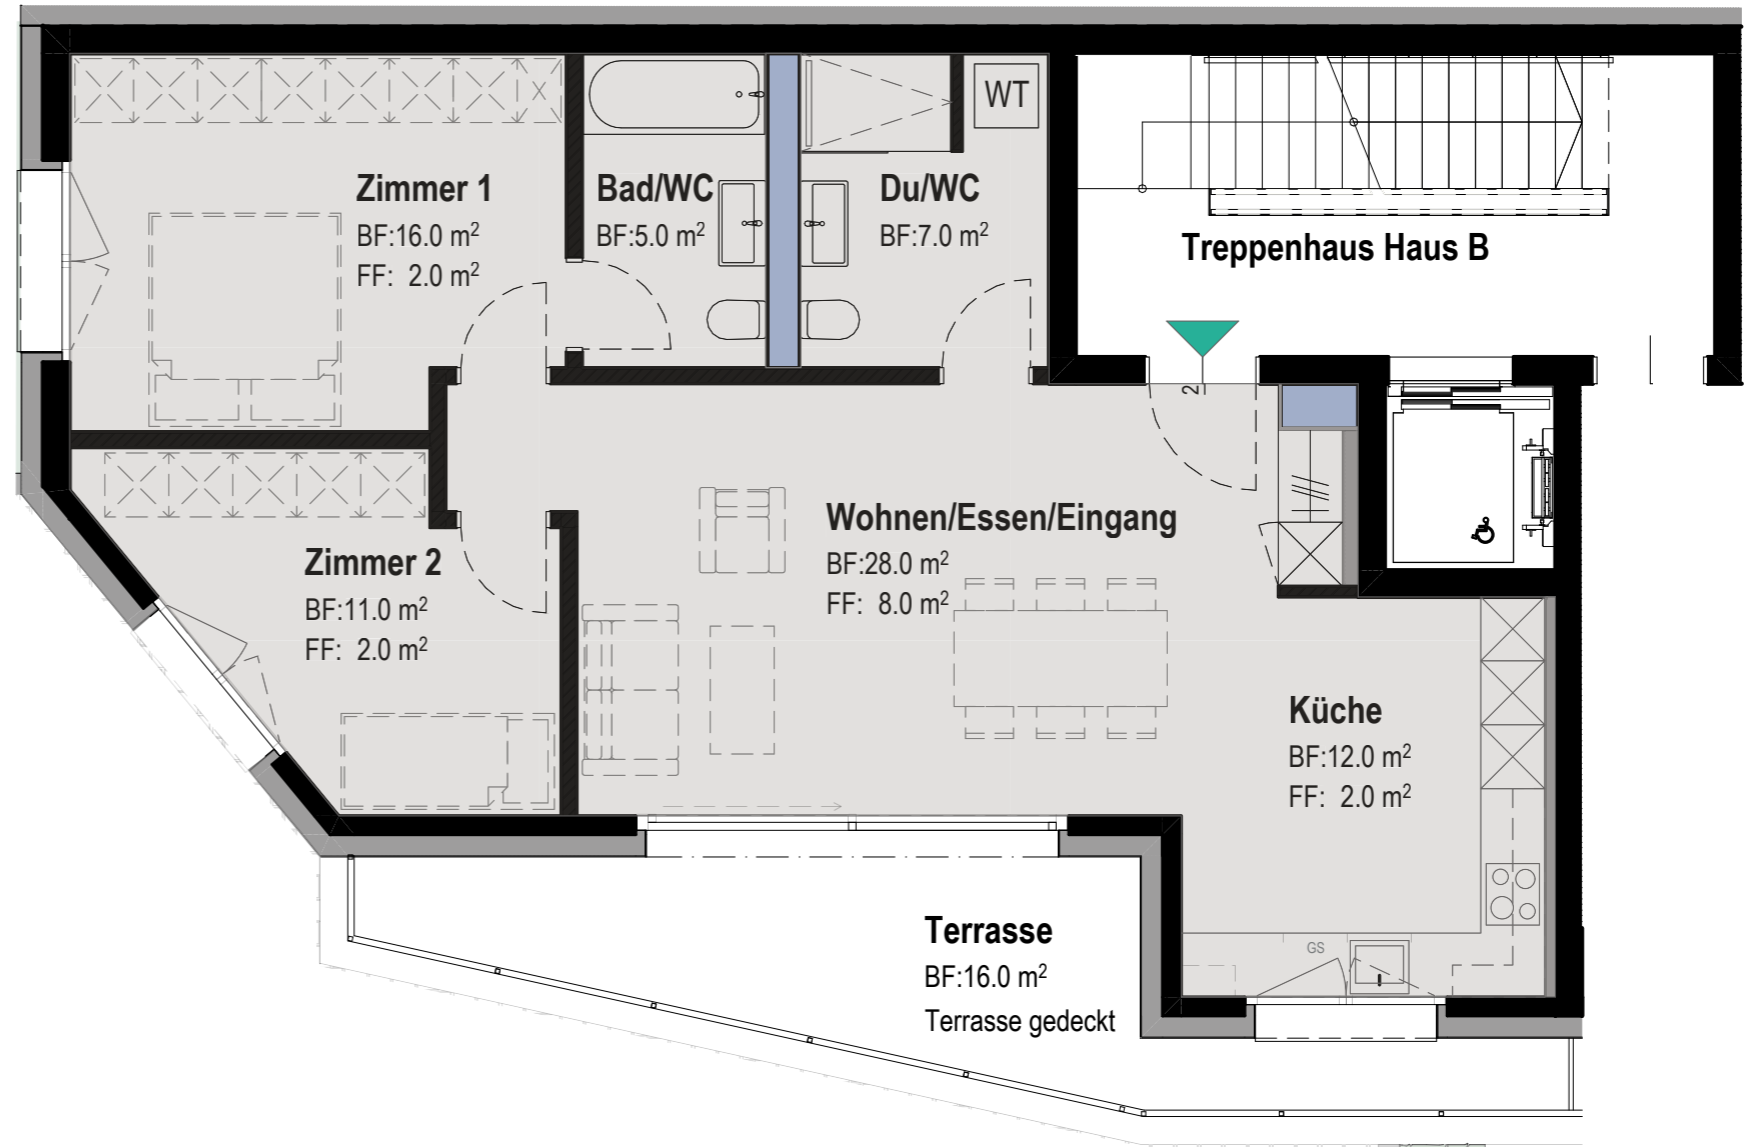 WT
Zimmer 1
BF:16.0 m²
FF: 2.0 m²
Bad/WC
BF:5.0 m²
Du/WC
BF:7.0 m²
Treppenhaus Haus B
2
Wohnen/Essen/Eingang
BF:28.0 m²
FF: 8.0 m²
Zimmer 2
BF:11.0 m²
FF: 2.0 m²
Küche
BF:12.0 m²
FF: 2.0 m²
Terrasse
BF:16.0 m²
Terrasse gedeckt
GS